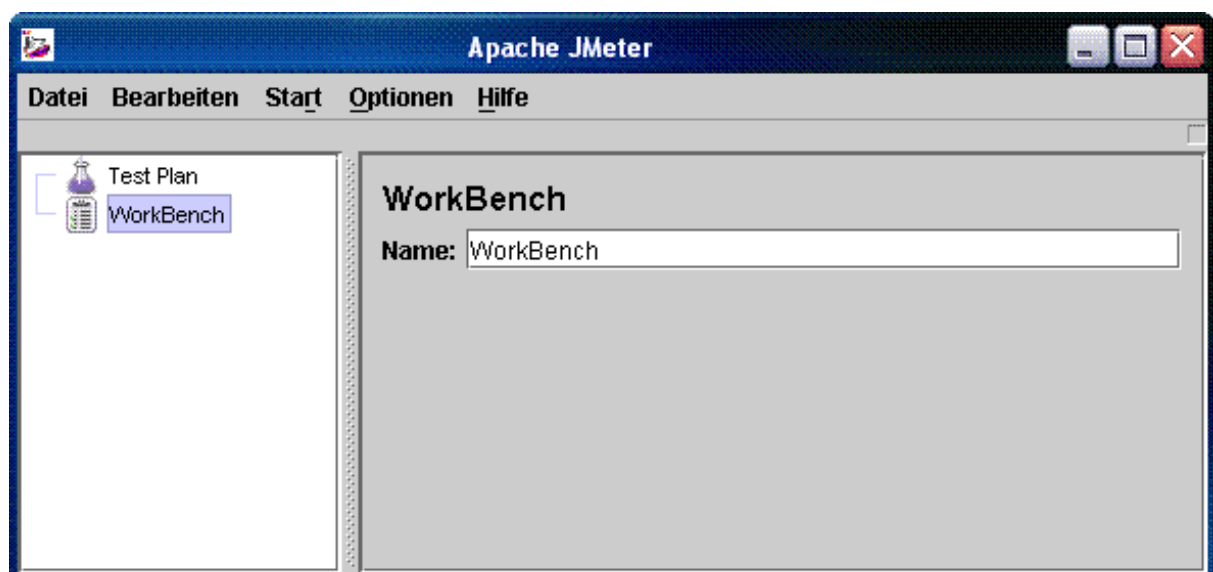 Apache JMeter
Datei Bearbeiten Start Optionen Hilfe
Test Plan
WorkBench
WorkBench
Name: WorkBench